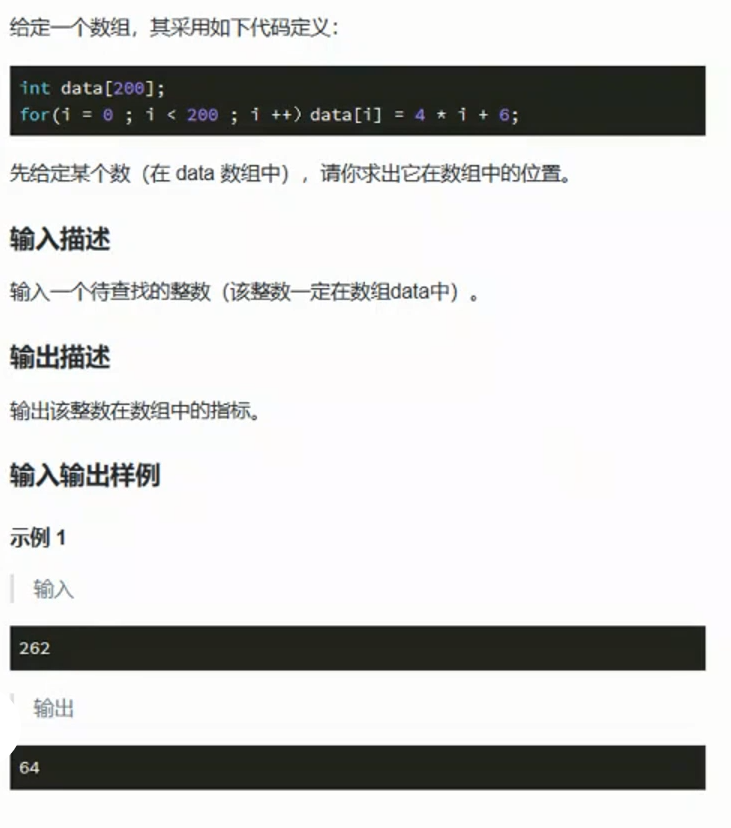 给定一个数组，其采用如下代码定义：
int data[200];
for(i = 0 ; i < 200 ; i ++) data[i] = 4 * i + 6;
先给定某个数（在 data 数组中），请你求出它在数组中的位置。
输入描述
输入一个待查找的整数（该整数一定在数组data中）。
输出描述
输出该整数在数组中的指标。
输入输出样例
示例 1
输入
262
输出
64